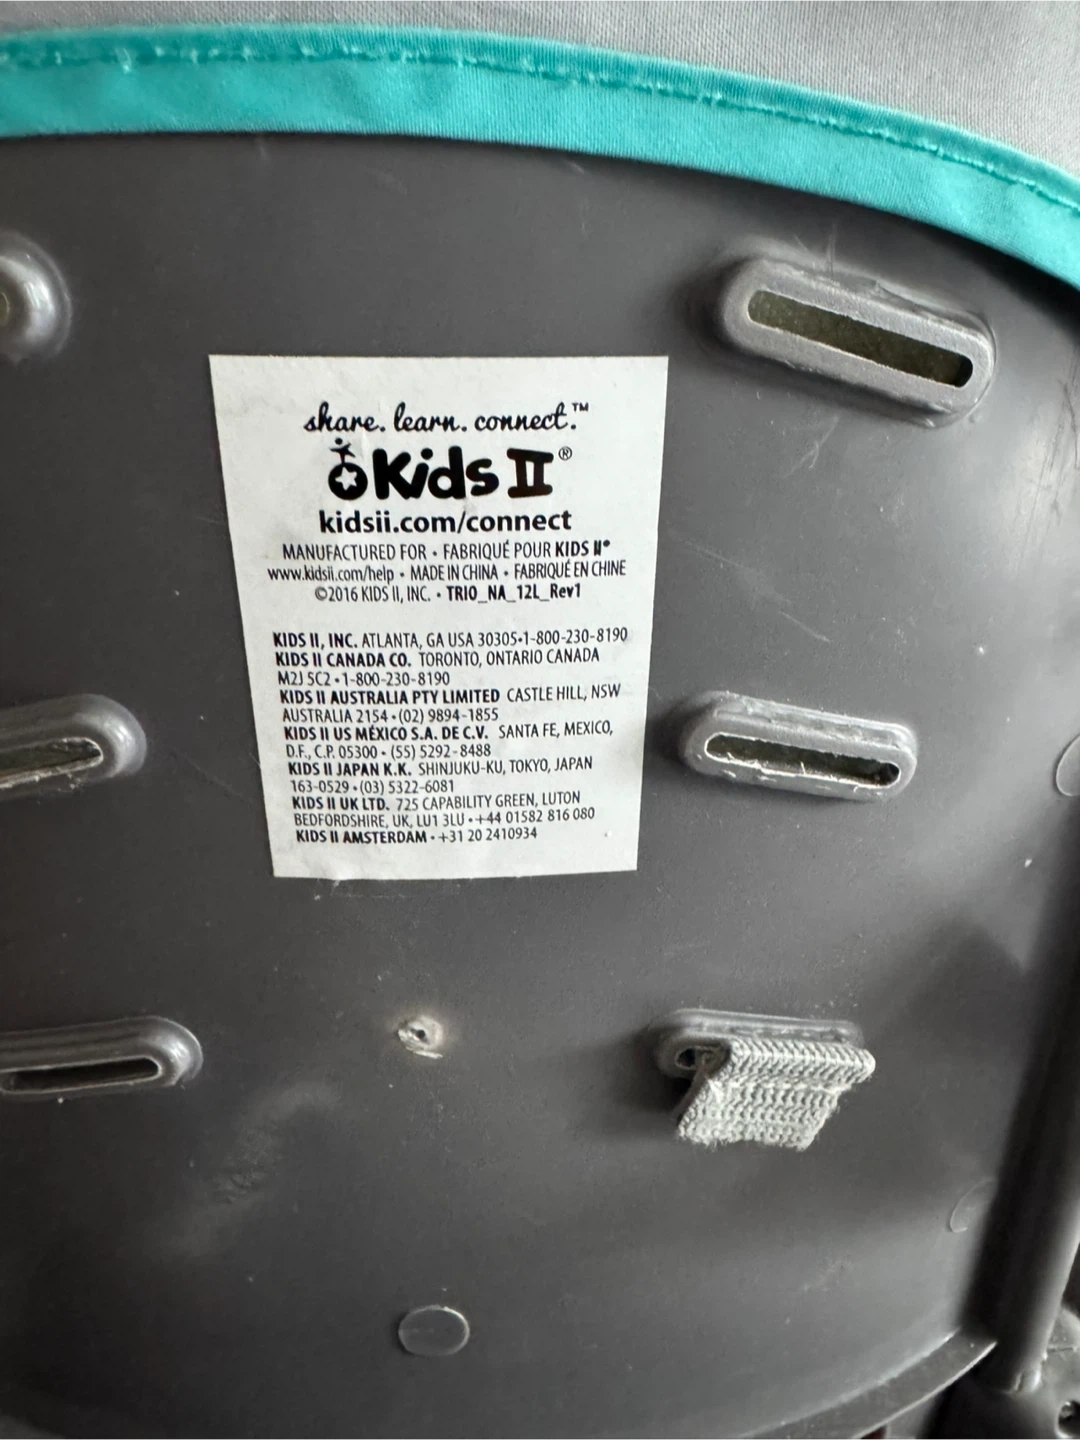 share. learn. connect.™
Kids II®
kidsii.com/connect
MANUFACTURED FOR • FABRIQUÉ POUR KIDS II®
www.kidsii.com/help • MADE IN CHINA • FABRIQUÉ EN CHINE
©2016 KIDS II, INC. • TRIO_NA_12L_Rev1
KIDS II, INC. ATLANTA, GA USA 30305•1-800-230-8190
KIDS II CANADA CO. TORONTO, ONTARIO CANADA
M2J 5C2 • 1-800-230-8190
KIDS II AUSTRALIA PTY LIMITED CASTLE HILL, NSW
AUSTRALIA 2154 • (02) 9894-1855
KIDS II US MÉXICO S.A. DE C.V. SANTA FE, MEXICO,
D.F., C.P. 05300 • (55) 5292-8488
KIDS II JAPAN K.K. SHINJUKU-KU, TOKYO, JAPAN
163-0529 • (03) 5322-6081
KIDS II UK LTD. 725 CAPABILITY GREEN, LUTON
BEDFORDSHIRE, UK, LU1 3LU • +44 01582 816 080
KIDS II AMSTERDAM • +31 20 2410934